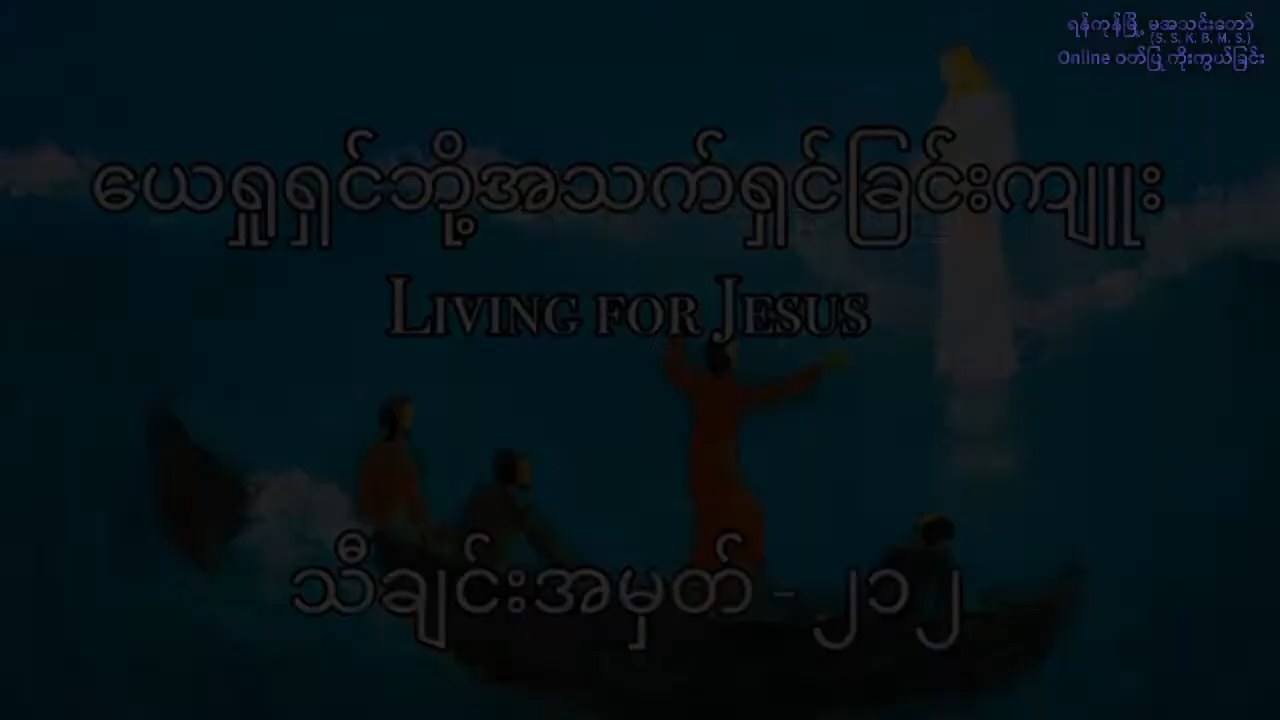 ရန်ကုန်မြို့ မအသင်းတော်
(S. S. K. B. M. S.)
Online ဝတ်ပြု ကိုးကွယ်ခြင်း
ယေရှုရှင်ဘို့အသက်ရှင်ခြင်းကျူး
LIVING FOR JESUS
သီချင်းအမှတ် - ၂၁၂